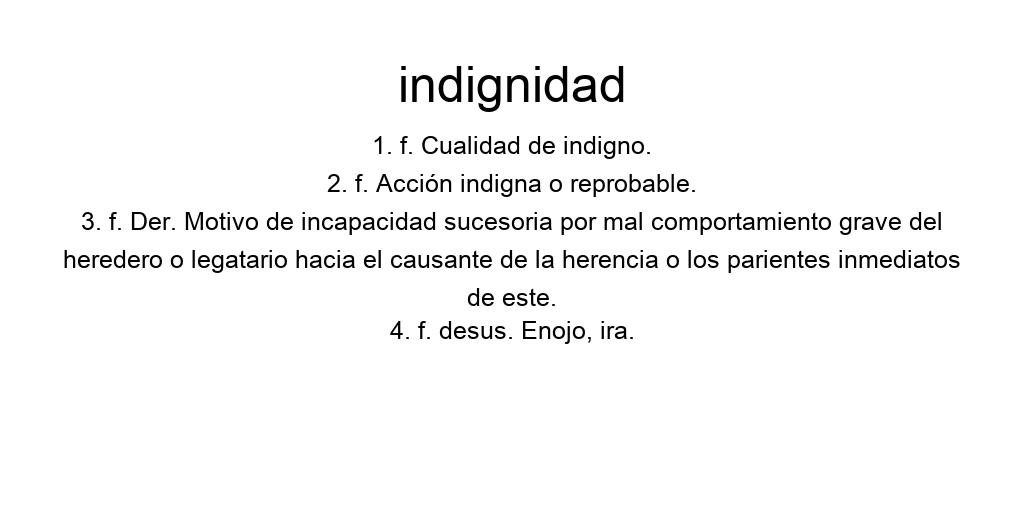 indignidad
1. f. Cualidad de indigno.
2. f. Acción indigna o reprobable.
3. f. Der. Motivo de incapacidad sucesoria por mal comportamiento grave del
heredero o legatario hacia el causante de la herencia o los parientes inmediatos
de este.
4. f. desus. Enojo, ira.